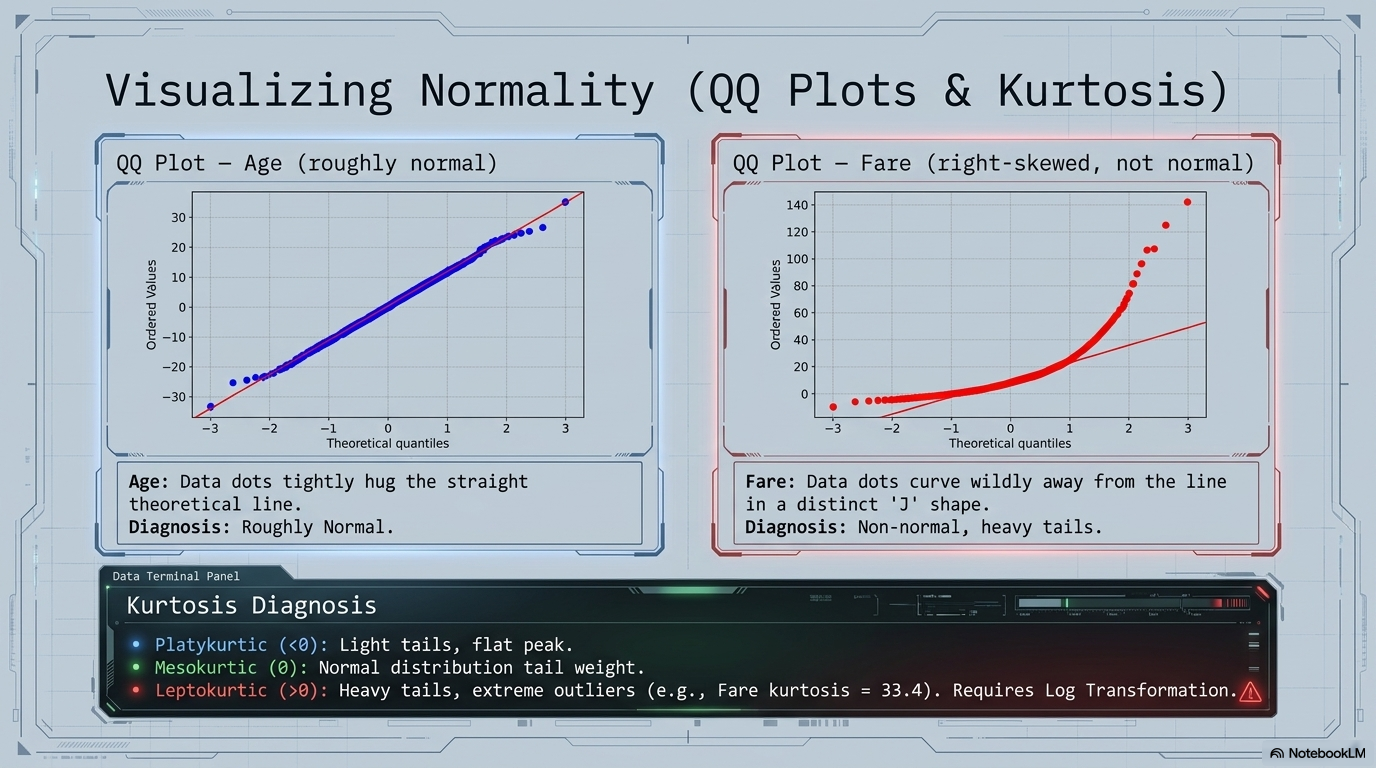 Visualizing Normality (QQ Plots & Kurtosis)
QQ Plot – Age (roughly normal)
30
20
10
0
−10
−20
−30
Ordered Values
−3 −2 −1 0 1 2 3
Theoretical quantiles
Age: Data dots tightly hug the straight
theoretical line.
Diagnosis: Roughly Normal.
QQ Plot – Fare (right-skewed, not normal)
140
120
100
80
60
40
20
0
Ordered Values
−3 −2 −1 0 1 2 3
Theoretical quantiles
Fare: Data dots curve wildly away from the line
in a distinct 'J' shape.
Diagnosis: Non-normal, heavy tails.
Data Terminal Panel
Kurtosis Diagnosis
• Platykurtic (<0): Light tails, flat peak.
• Mesokurtic (0): Normal distribution tail weight.
• Leptokurtic (>0): Heavy tails, extreme outliers (e.g., Fare kurtosis = 33.4). Requires Log Transformation.
NotebookLM